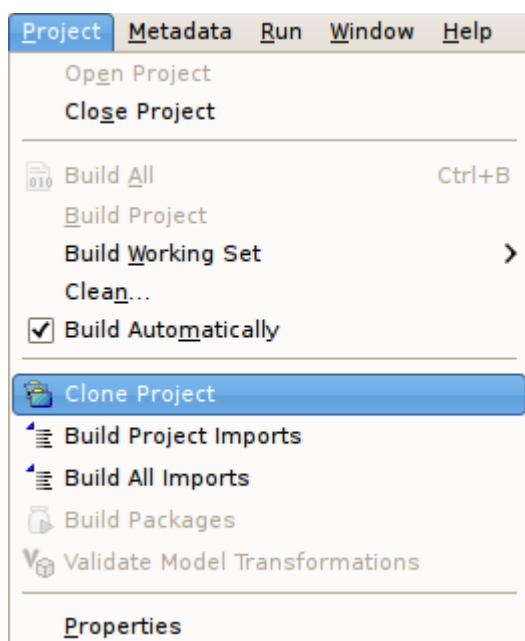 Project Metadata Run Window Help
Open Project
Close Project
010 Build All Ctrl+B
Build Project
Build Working Set
Clean...
Build Automatically
Clone Project
Build Project Imports
Build All Imports
Build Packages
Validate Model Transformations
Properties